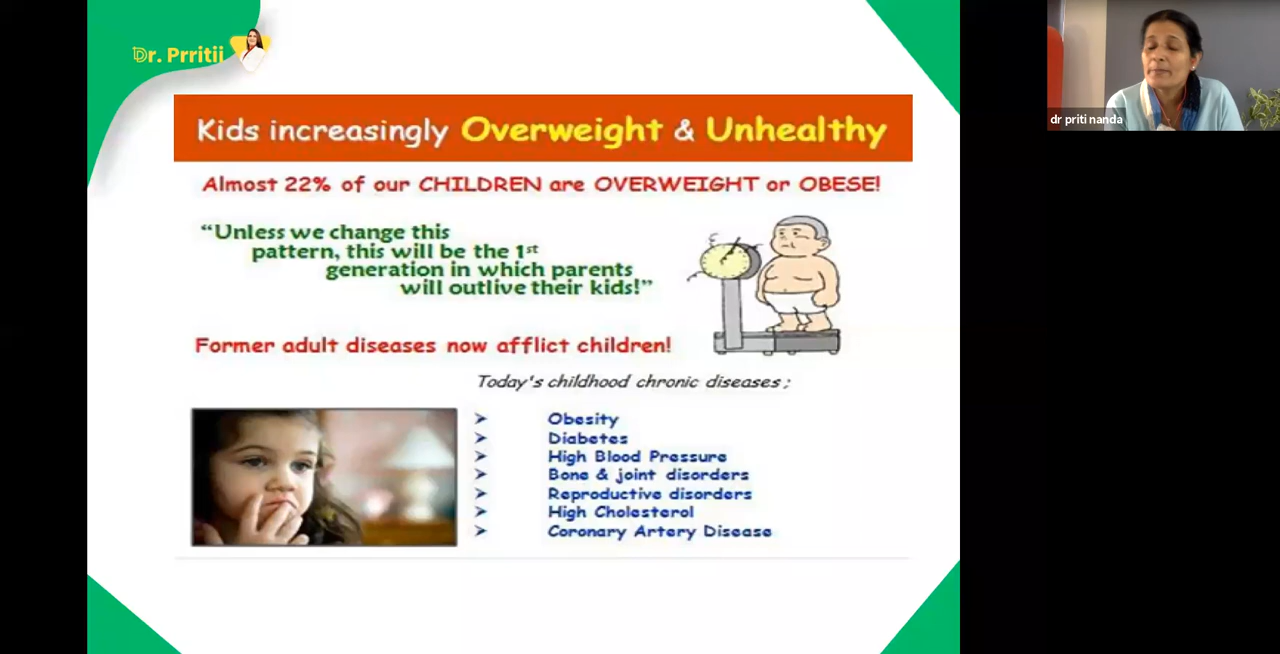 Dr. Prritii
dr priti nanda
Kids increasingly Overweight & Unhealthy
Almost 22% of our CHILDREN are OVERWEIGHT or OBESE!
“Unless we change this
pattern, this will be the 1st
generation in which parents
will outlive their kids!”
Former adult diseases now afflict children!
Today's childhood chronic diseases;
➤ Obesity
➤ Diabetes
➤ High Blood Pressure
➤ Bone & joint disorders
➤ Reproductive disorders
➤ High Cholesterol
➤ Coronary Artery Disease